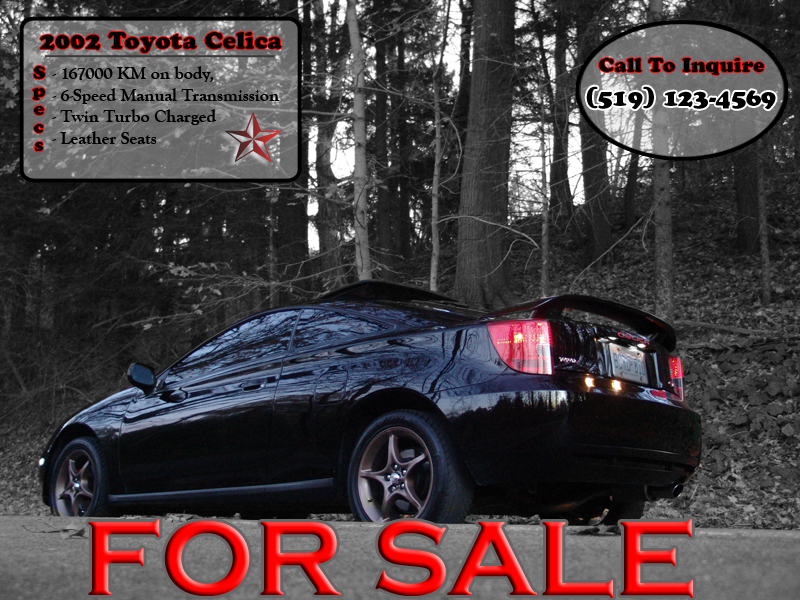 2002 Toyota Celica
Specs
- 167000 KM on body,
- 6-Speed Manual Transmission
- Twin Turbo Charged
- Leather Seats
Call To Inquire
(519) 123-4569
FOR SALE